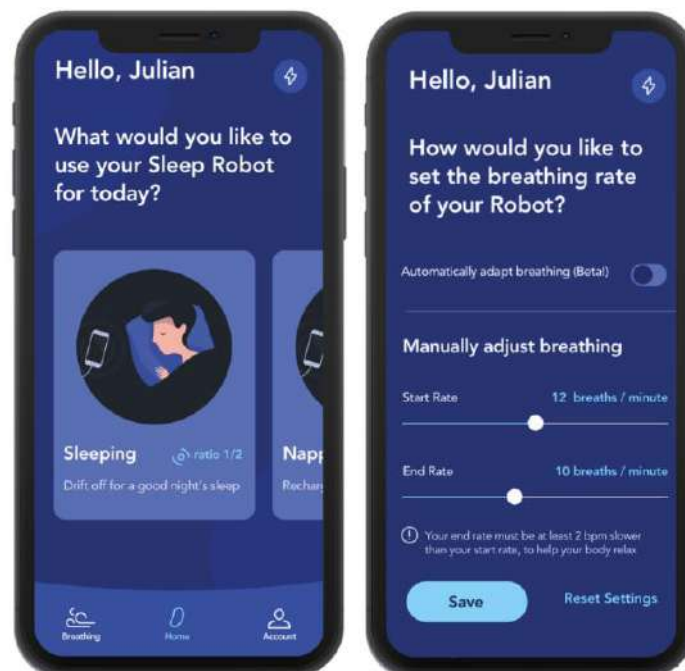 Hello, Julian
What would you like to
use your Sleep Robot
for today?
Sleeping
ratio 1/2
Drift off for a good night's sleep
Napp
Recharg
Breathing
Home
Account
Hello, Julian
How would you like to
set the breathing rate
of your Robot?
Automatically adapt breathing (Beta!)
Manually adjust breathing
Start Rate
12 breaths / minute
End Rate
10 breaths / minute
Your end rate must be at least 2 bpm slower
than your start rate, to help your body relax
Save
Reset Settings